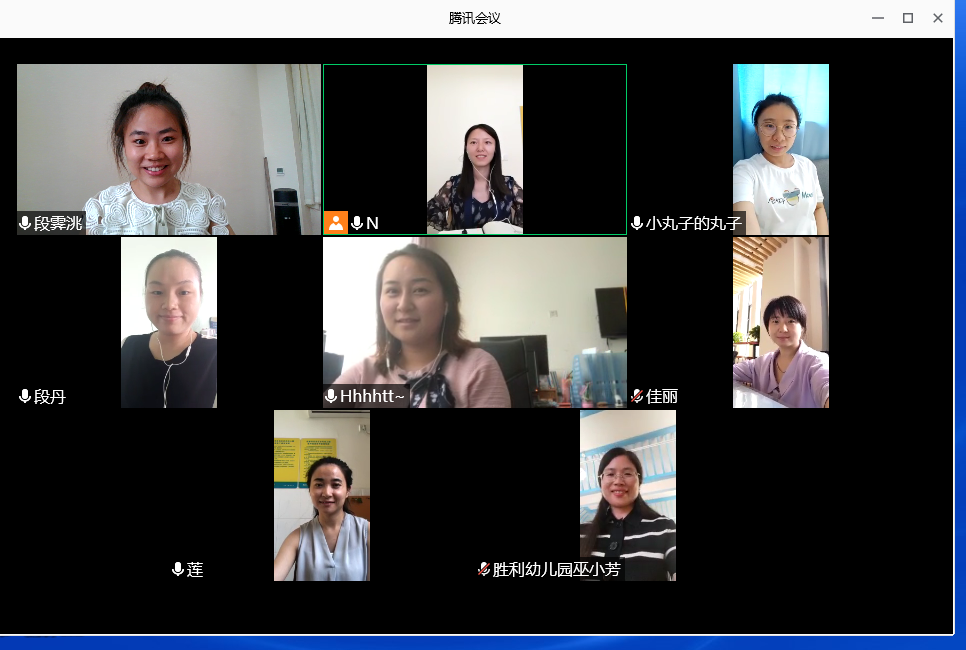 腾讯会议
段霁洮
N
小丸子的丸子
段丹
Hhhhtt~
佳丽
莲
胜利幼儿园巫小芳